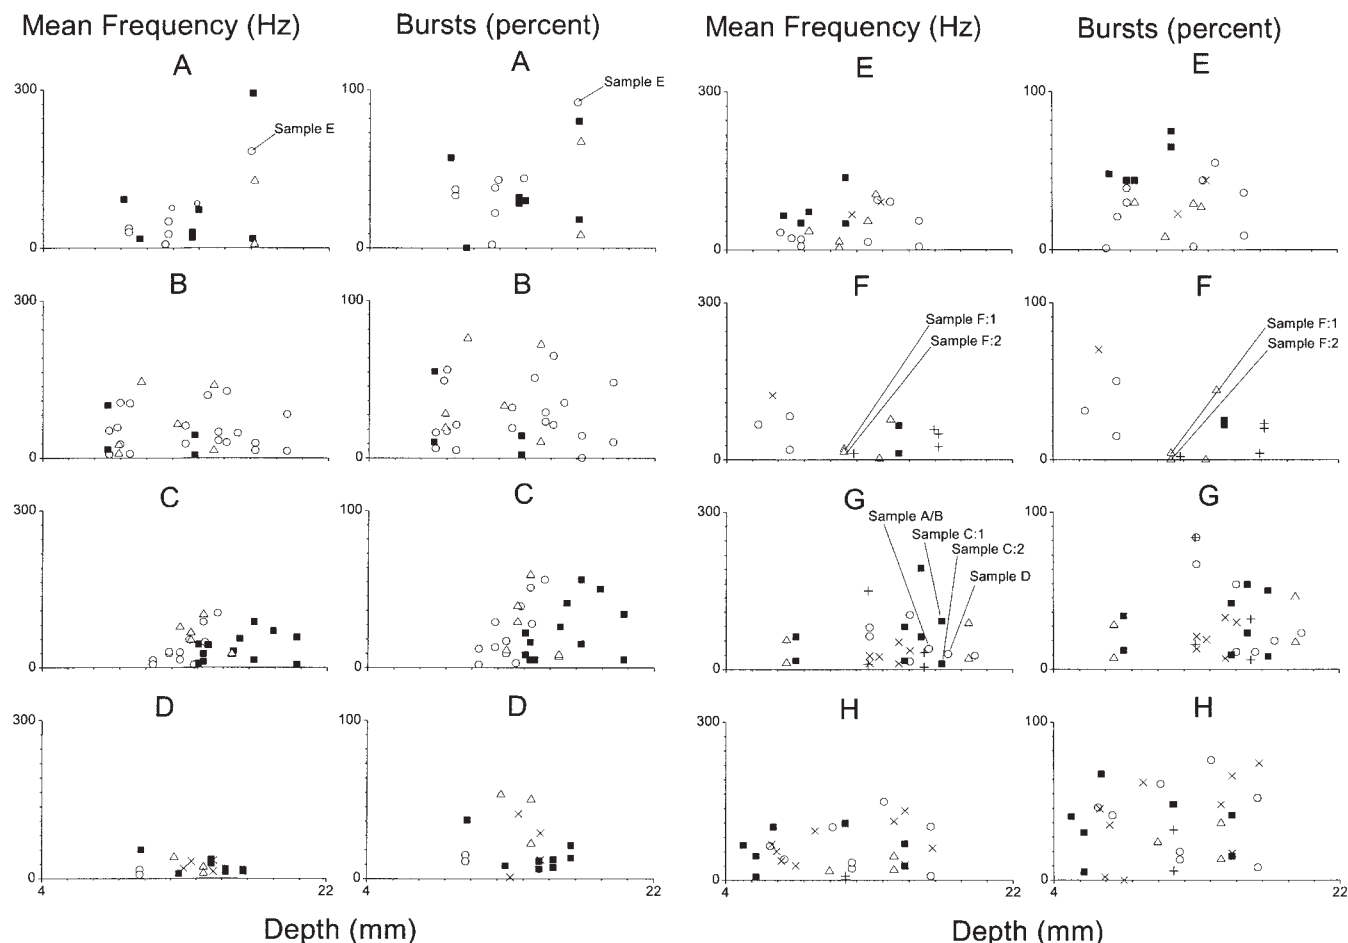 Mean Frequency (Hz) Bursts (percent) Mean Frequency (Hz) Bursts (percent)
A A E E
300 100 300 100
Sample E
Sample E
0 0 0 0
B B F F
300 100 300 100
Sample F:1 Sample F:1
Sample F:2 Sample F:2
0 0 0 0
C C G G
300 100 300 100
Sample A/B
Sample C:1
Sample C:2
Sample D
0 0 0 0
D D H H
300 100 300 100
0 0 0 0
4 22 4 22 4 22 4 22
Depth (mm) Depth (mm)